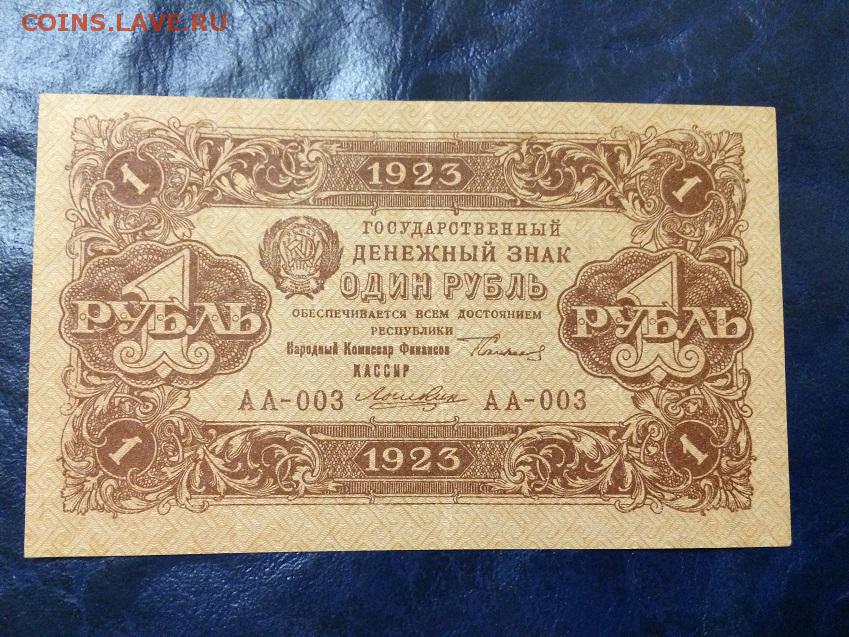 COINS.LAVE.RU
1 1923 1
ГОСУДАРСТВЕННЫЙ
ДЕНЕЖНЫЙ ЗНАК
ОДИН РУБЛЬ
1 РУБЛЬ
1 РУБЛЬ
ОБЕСПЕЧИВАЕТСЯ ВСЕМ ДОСТОЯНИЕМ
РЕСПУБЛИКИ
Народный Комиссар Финансов
КАССИР
АА-003 Лошкин АА-003
1 1923 1